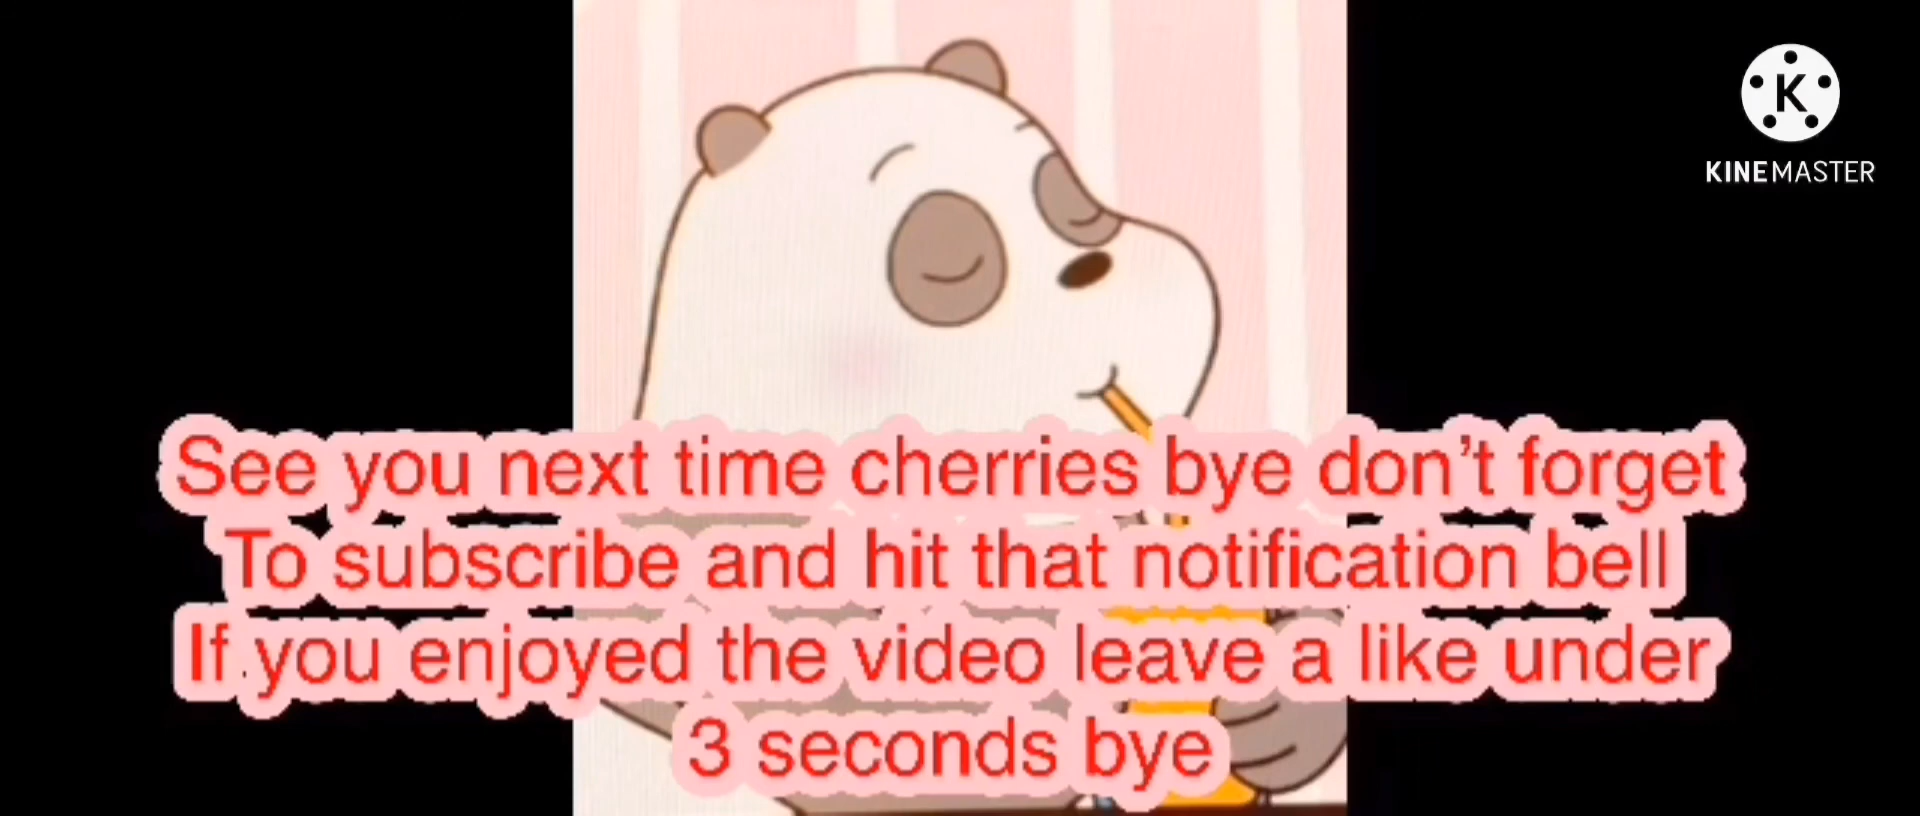 K
KINEMASTER
See you next time cherries bye don't forget
To subscribe and hit that notification bell
If you enjoyed the video leave a like under
3 seconds bye